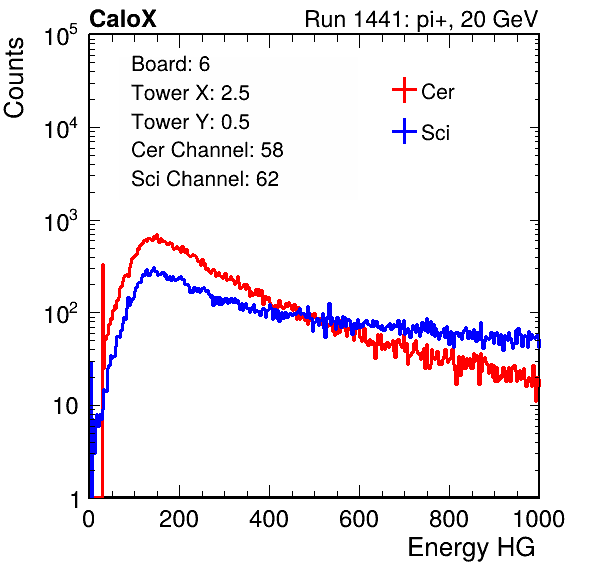 CaloX Run 1441: pi+, 20 GeV
Counts
Board: 6
Tower X: 2.5
Tower Y: 0.5
Cer Channel: 58
Sci Channel: 62
Cer
Sci
10^5
10^4
10^3
10^2
10
1
0 200 400 600 800 1000
Energy HG